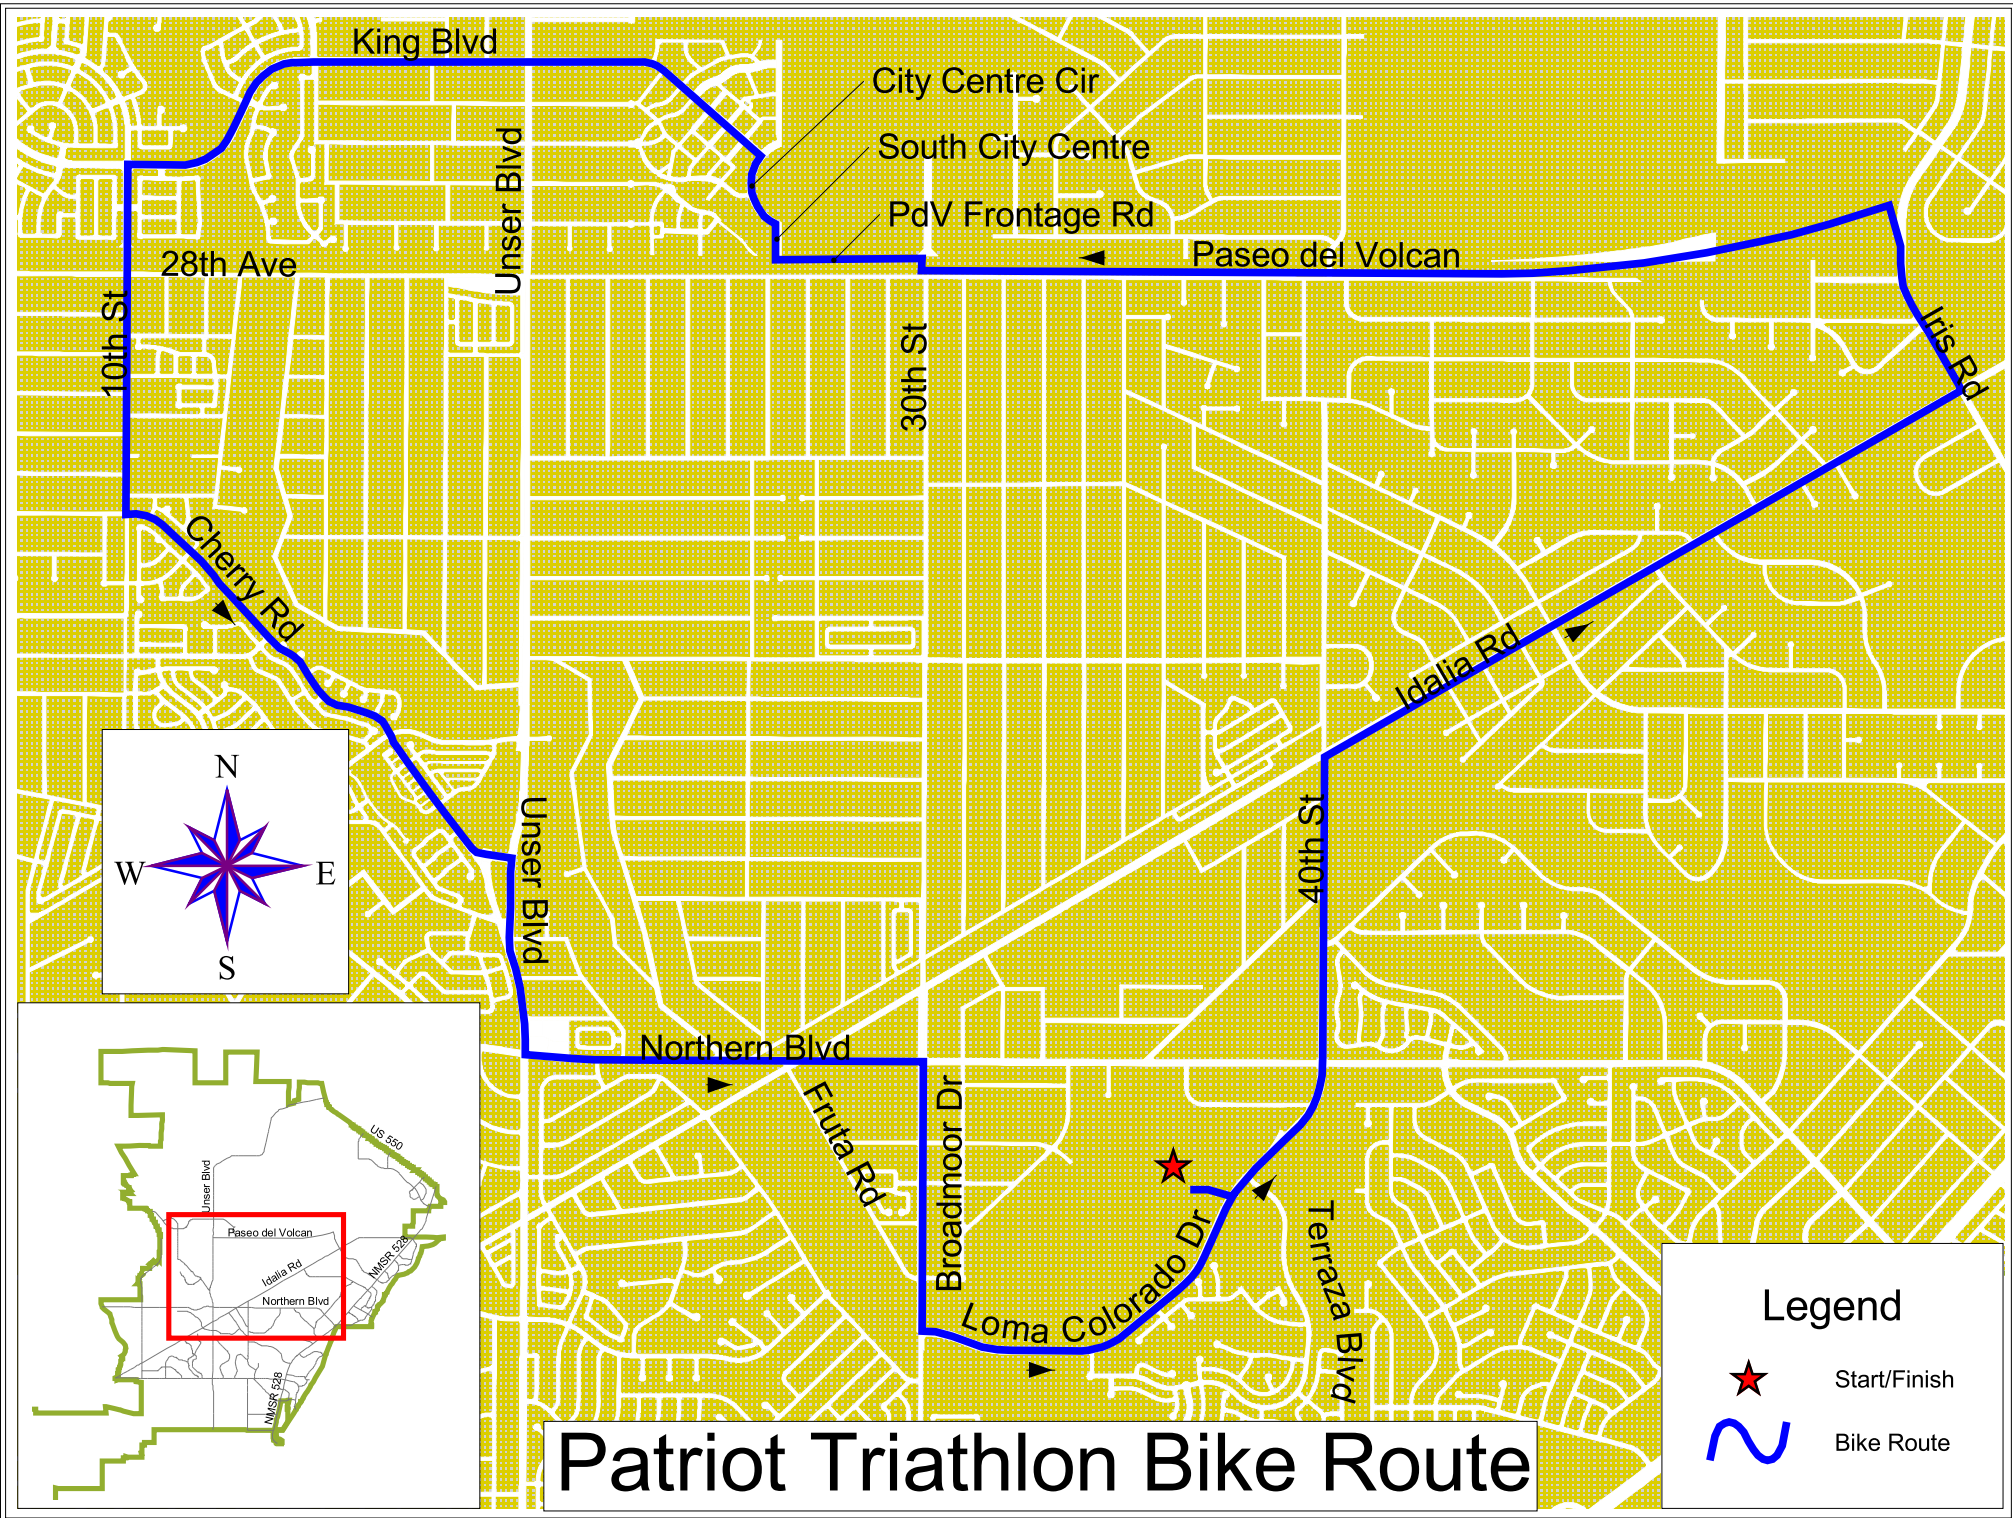 King Blvd
City Centre Cir
South City Centre
PdV Frontage Rd
Unser Blvd
Paseo del Volcan
28th Ave
10th St
30th St
Iris Rd
Cherry Rd
Idalia Rd
N
W
E
S
Unser Blvd
40th St
Northern Blvd
Fruta Rd
Broadmoor Dr
Loma Colorado Dr
Terraza Blvd
US 550
Unser Blvd
Paseo del Volcan
Idalia Rd
NMSR 528
Northern Blvd
NMSR 528
Legend
Start/Finish
Bike Route
Patriot Triathlon Bike Route